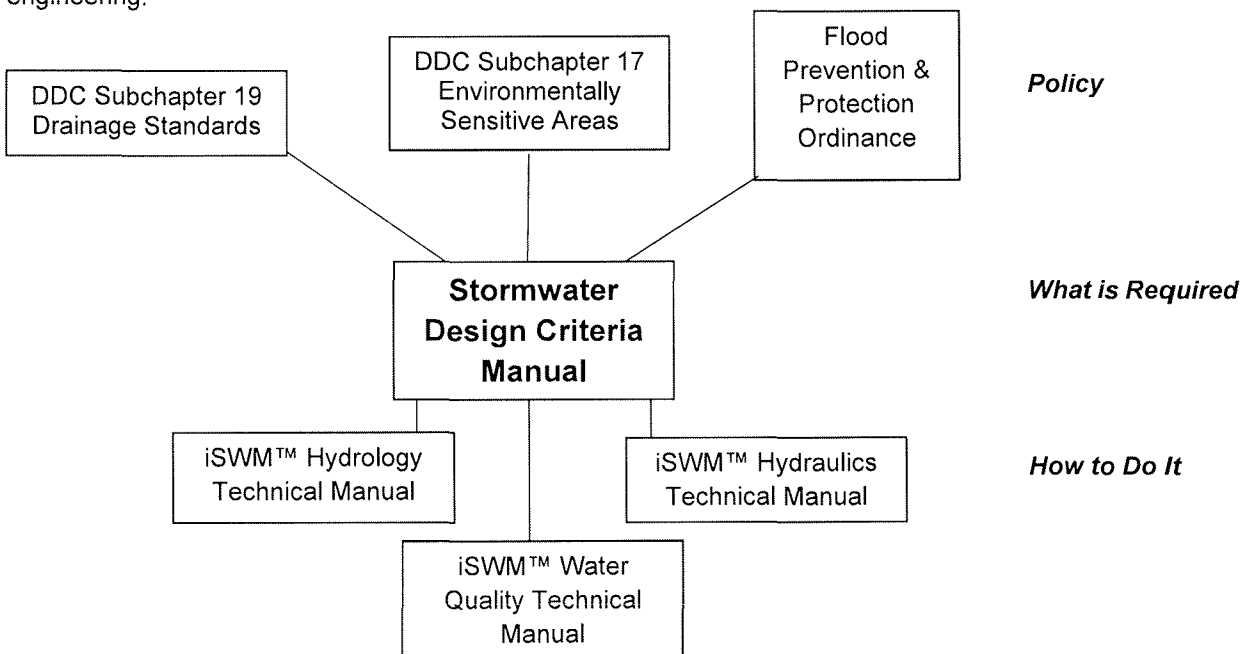 engineering.
DDC Subchapter 19
Drainage Standards
DDC Subchapter 17
Environmentally
Sensitive Areas
Flood
Prevention &
Protection
Ordinance
Policy
Stormwater
Design Criteria
Manual
What is Required
iSWM™ Hydrology
Technical Manual
iSWM™ Hydraulics
Technical Manual
How to Do It
iSWM™ Water
Quality Technical
Manual